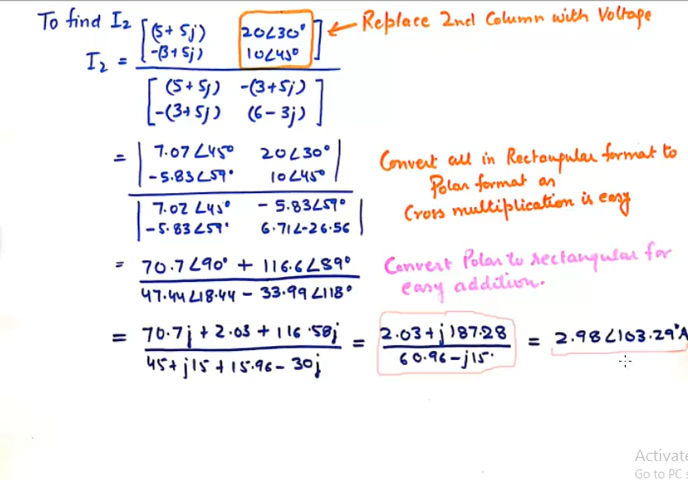 To find I₂
[(5+5j) 20∠30°] ← Replace 2nd Column with Voltage
I₂ = [-(3+5j) 10∠45°]
[(5+5j) -(3+5j)]
[-(3+5j) (6-3j)]
= |7.07∠45° 20∠30°|
|-5.83∠59° 10∠45°|
|7.07∠45° -5.83∠59°|
|-5.83∠59° 6.71∠-26.56|
Convert all in Rectangular format to
Polar format as
Cross multiplication is easy
= 70.7∠90° + 116.6∠89°
47.44∠18.44 - 33.99∠118°
Convert Polar to rectangular for
easy addition.
= 70.7j + 2.03 + 116.58j = 2.03 + j187.28 = 2.98∠103.29°A
45 + j15 + 15.96 - 30j 60.96 - j15.
Activate
Go to PC s